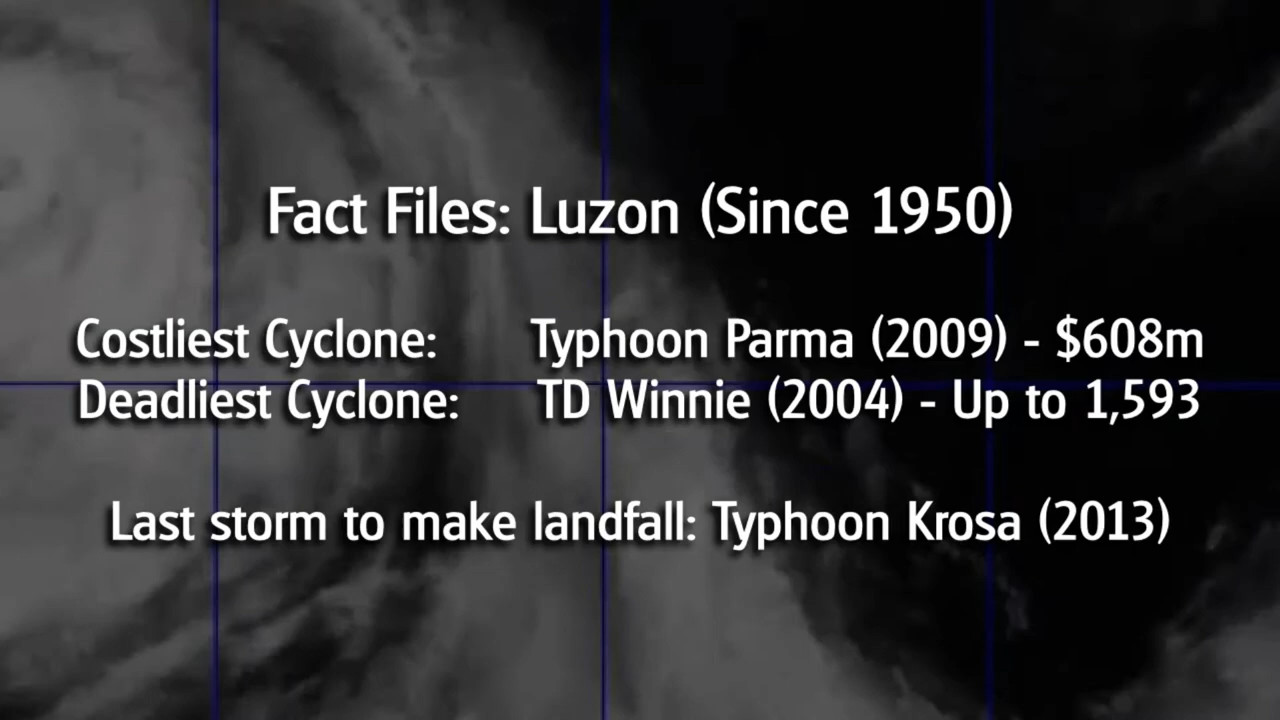 Fact Files: Luzon (Since 1950)
Costliest Cyclone: Typhoon Parma (2009) - $608m
Deadliest Cyclone: TD Winnie (2004) - Up to 1,593
Last storm to make landfall: Typhoon Krosa (2013)